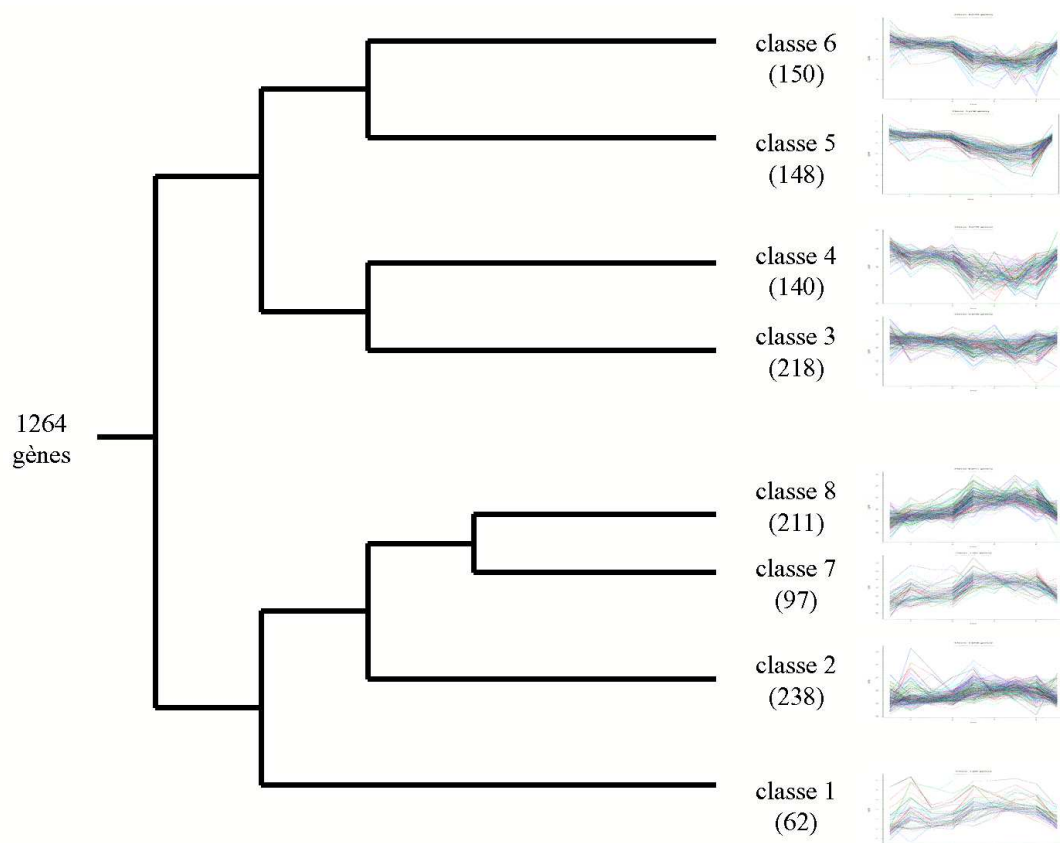 classe 6
(150)
classe 5
(148)
classe 4
(140)
classe 3
(218)
1264
gènes
classe 8
(211)
classe 7
(97)
classe 2
(238)
classe 1
(62)